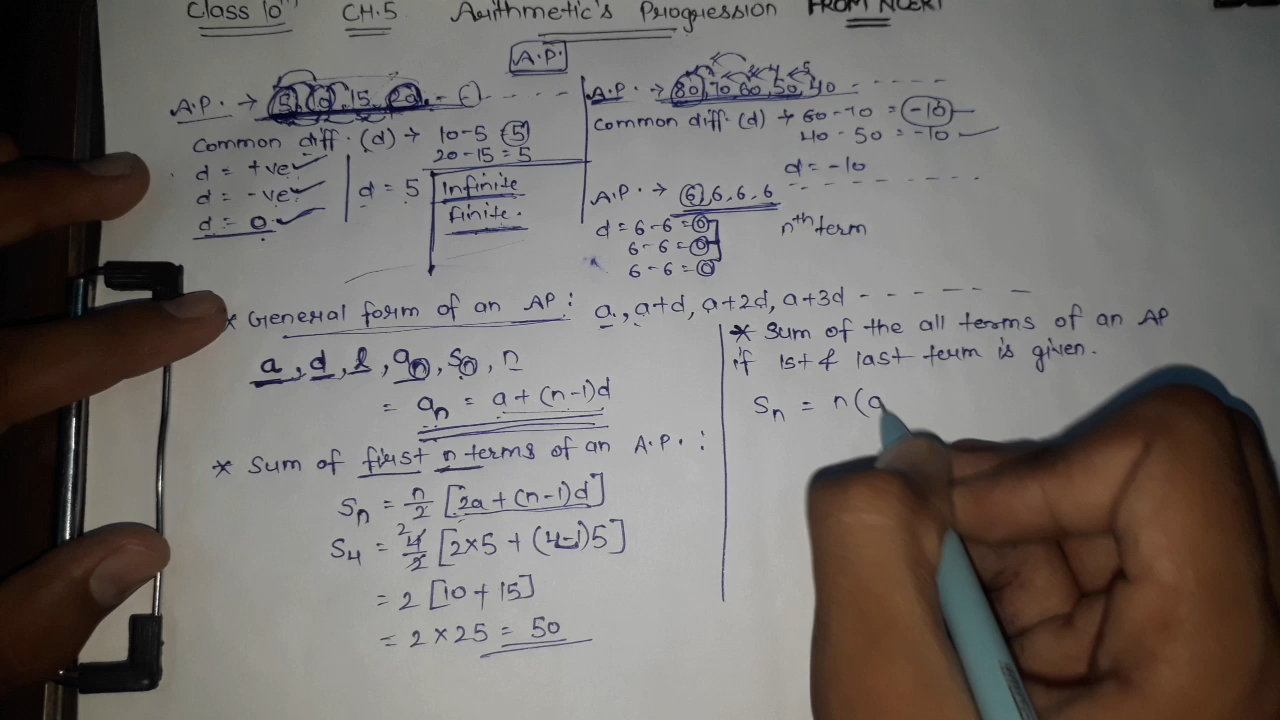 Class 10th CH.5 Arithmetic's Progression FROM NCERT
A.P.
A.P. → 5, 10, 15, 20, - - - - -
Common diff. (d) → 10-5 = 5
20-15 = 5
d = +ve
d = -ve
d = 0
d = 5
Infinite
finite.
A.P. → 80, 70, 60, 50, 40 - - - - - -
Common diff. (d) → 60-70 = -10
40-50 = -10
d = -10
A.P. → 6, 6, 6, 6 - - - - - - -
d = 6-6 = 0
6-6 = 0
6-6 = 0
nth term
* General form of an AP: a, a+d, a+2d, a+3d - - - - - -
a, d, l, an, Sn, n
= an = a + (n-1)d
* Sum of first n terms of an A.P. :
Sn = n/2 [2a + (n-1)d]
S4 = 4/2 2 [2×5 + (4-1)5]
= 2 [10 + 15]
= 2 × 25 = 50
* Sum of the all terms of an AP
if 1st & last term is given.
Sn = n(a